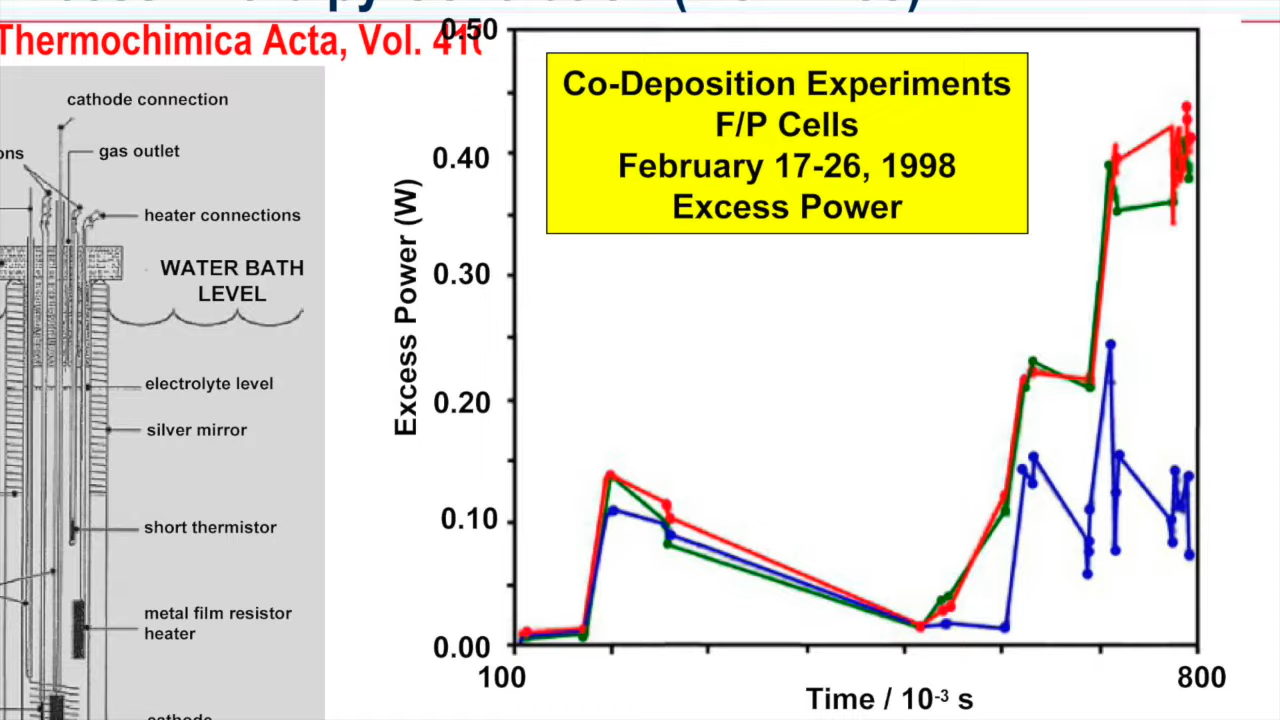 Thermochimica Acta, Vol. 410
cathode connection
gas outlet
heater connections
WATER BATH
LEVEL
electrolyte level
silver mirror
short thermistor
metal film resistor
heater
cathode
Co-Deposition Experiments
F/P Cells
February 17-26, 1998
Excess Power
Excess Power (W)
0.50
0.40
0.30
0.20
0.10
0.00
100
800
Time / 10⁻³ s